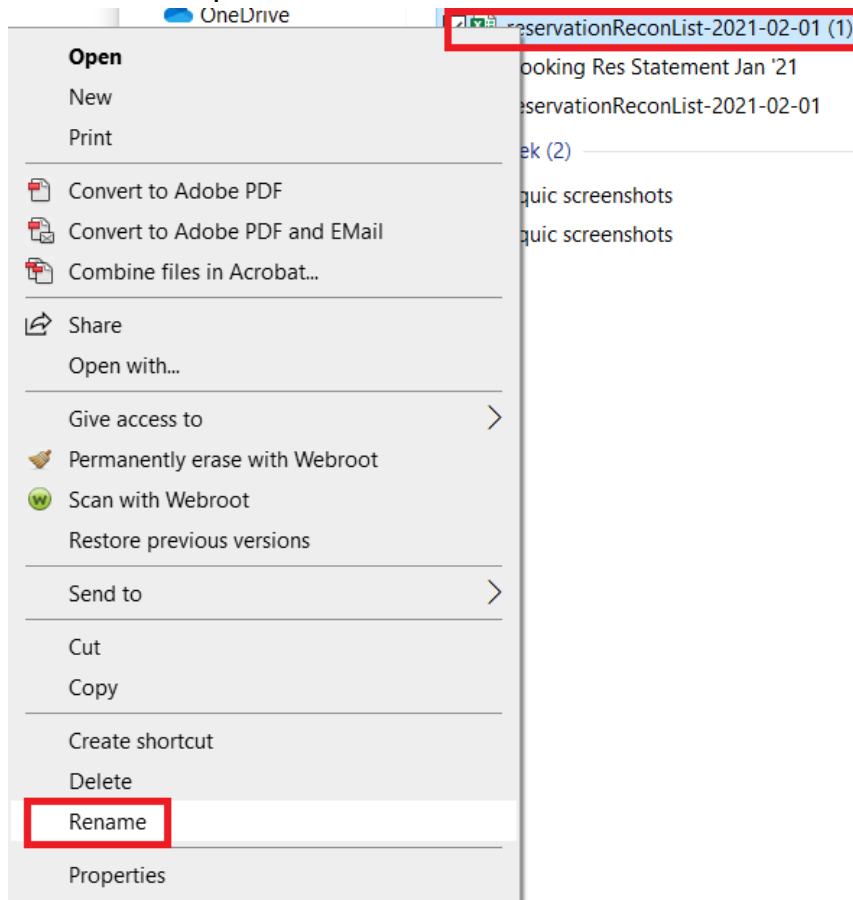 OneDrive
reservationReconList-2021-02-01 (1)
Open
ooking Res Statement Jan '21
New
eservationReconList-2021-02-01
Print
ek (2)
Convert to Adobe PDF
quic screenshots
Convert to Adobe PDF and EMail
quic screenshots
Combine files in Acrobat...
Share
Open with...
Give access to
Permanently erase with Webroot
Scan with Webroot
Restore previous versions
Send to
Cut
Copy
Create shortcut
Delete
Rename
Properties